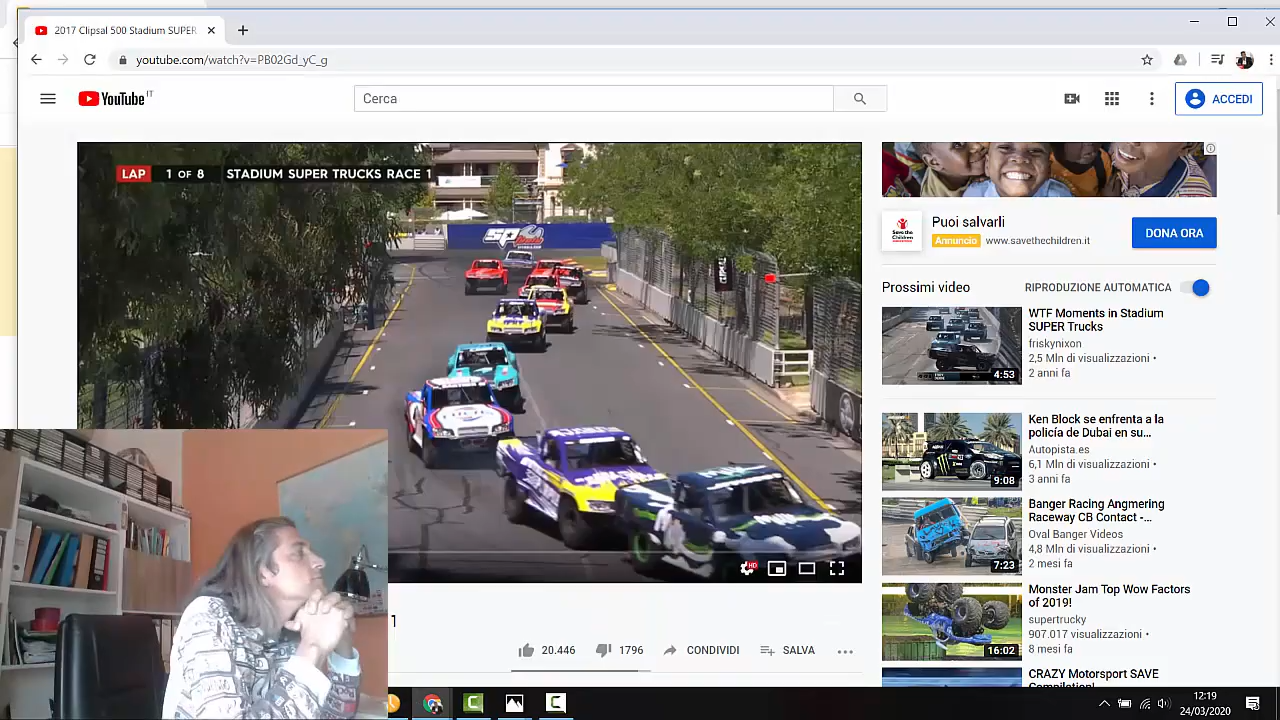 2017 Clipsal 500 Stadium SUPER
youtube.com/watch?v=PB02Gd_yC_g
YouTube IT
Cerca
ACCEDI
LAP 1 OF 8 STADIUM SUPER TRUCKS RACE 1
Puoi salvarli
Annuncio www.savethechildren.it
Save the Children
DONA ORA
Prossimi video RIPRODUZIONE AUTOMATICA
WTF Moments in Stadium
SUPER Trucks
friskynixon
2,5 Mln di visualizzazioni •
2 anni fa
4:53
Ken Block se enfrenta a la
policía de Dubai en su...
Autopista.es
6,1 Mln di visualizzazioni •
3 anni fa
9:08
Banger Racing Angmering
Raceway CB Contact -...
Oval Banger Videos
4,8 Mln di visualizzazioni •
2 mesi fa
7:23
Monster Jam Top Wow Factors
of 2019!
supertrucky
907.017 visualizzazioni •
8 mesi fa
16:02
CRAZY Motorsport SAVE
Compilation!
HD
1
20.446 1796 CONDIVIDI SALVA
12:19
24/03/2020